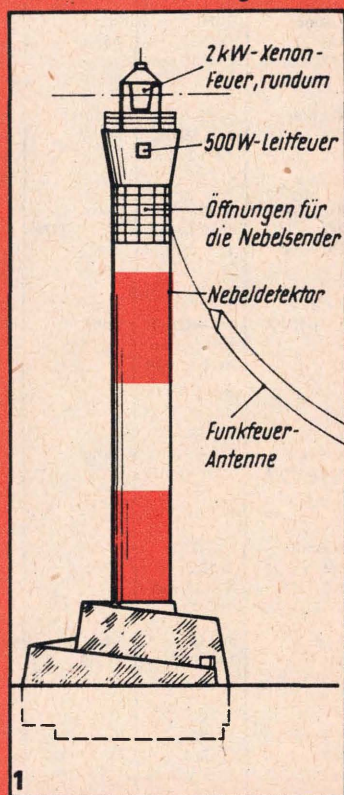 2kW-Xenon-
Feuer, rundum
500W-Leitfeuer
Öffnungen für
die Nebelsender
Nebeldetektor
Funkfeuer-
Antenne
1